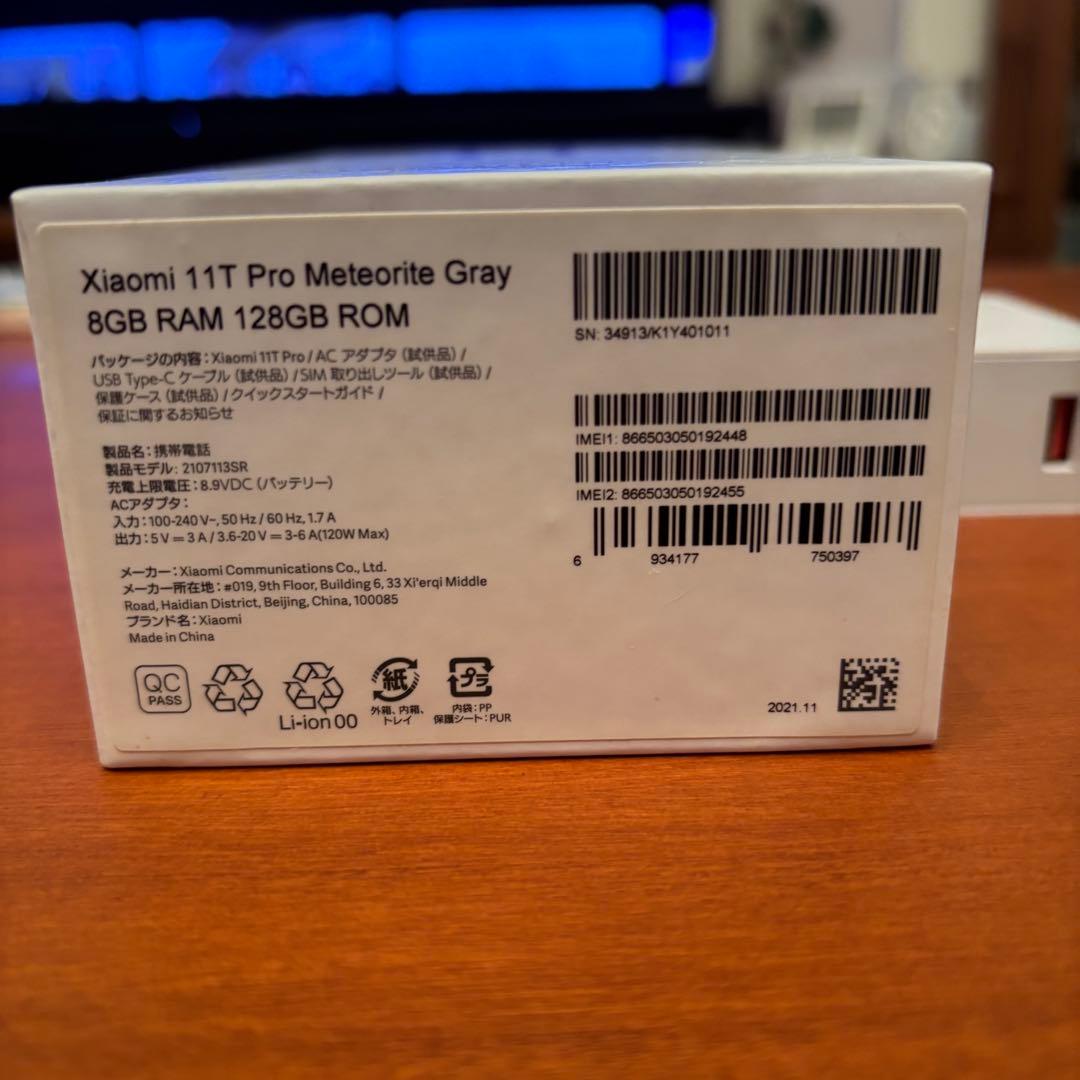 Xiaomi 11T Pro Meteorite Gray
8GB RAM 128GB ROM
パッケージの内容：Xiaomi 11T Pro / AC アダプタ（試供品）/
USB Type-C ケーブル（試供品）/ SIM 取り出しツール（試供品）/
保護ケース（試供品）/ クイックスタートガイド /
保証に関するお知らせ
製品名：携帯電話
製品モデル: 2107113SR
充電上限電圧：8.9VDC（バッテリー）
ACアダプタ：
入力：100-240 V~, 50 Hz / 60 Hz, 1.7 A
出力：5 V ⎓ 3 A / 3.6-20 V ⎓ 3-6 A(120W Max)
メーカー：Xiaomi Communications Co., Ltd.
メーカー所在地：#019, 9th Floor, Building 6, 33 Xi'erqi Middle
Road, Haidian District, Beijing, China, 100085
ブランド名：Xiaomi
Made in China
QC
PASS
Li-ion 00
紙
外箱、内箱、
トレイ
プラ
内袋：PP
保護シート：PUR
SN: 34913/K1Y401011
IMEI1: 866503050192448
IMEI2: 866503050192455
6 934177 750397
2021.11